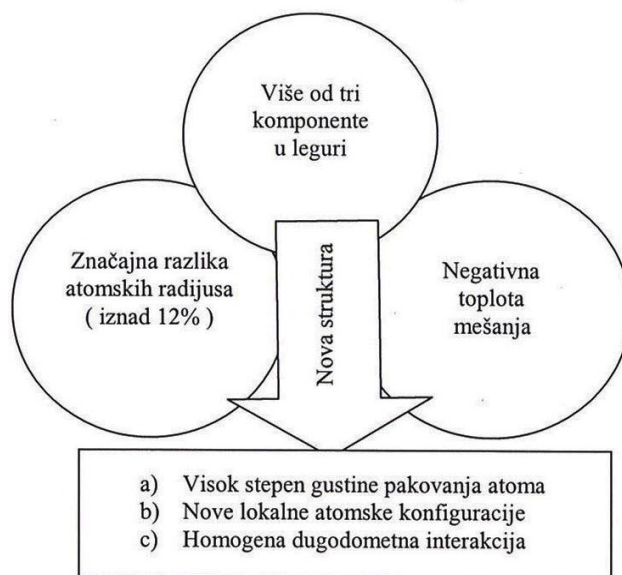 Više od tri
komponente
u leguri
Značajna razlika
atomskih radijusa
( iznad 12% )
Nova struktura
Negativna
toplota
mešanja
a) Visok stepen gustine pakovanja atoma
b) Nove lokalne atomske konfiguracije
c) Homogena dugodometna interakcija